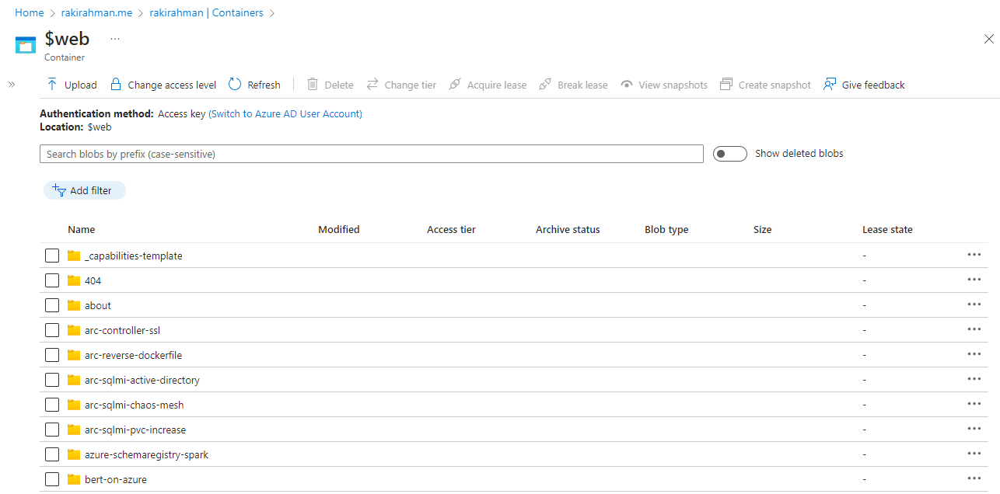 Home > rakirahman.me > rakirahman | Containers >
$web ...
Container
» Upload Change access level Refresh Delete Change tier Acquire lease Break lease View snapshots Create snapshot Give feedback
Authentication method: Access key (Switch to Azure AD User Account)
Location: $web
Search blobs by prefix (case-sensitive) Show deleted blobs
Add filter
Name Modified Access tier Archive status Blob type Size Lease state
_capabilities-template -
404 -
about -
arc-controller-ssl -
arc-reverse-dockerfile -
arc-sqlmi-active-directory -
arc-sqlmi-chaos-mesh -
arc-sqlmi-pvc-increase -
azure-schemaregistry-spark -
bert-on-azure -